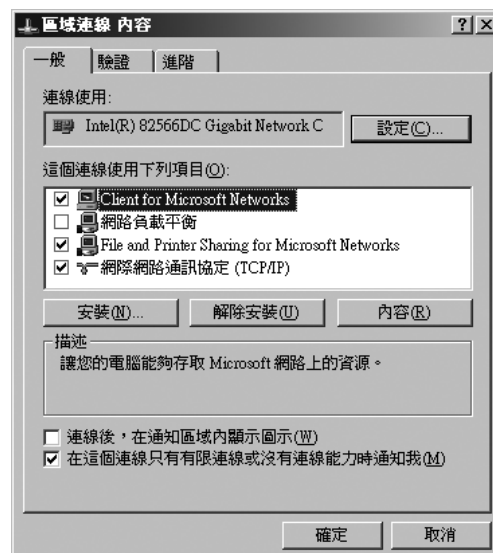 區域連線 內容
一般 驗證 進階
連線使用:
Intel(R) 82566DC Gigabit Network C 設定(C)...
這個連線使用下列項目(O):
Client for Microsoft Networks
網路負載平衡
File and Printer Sharing for Microsoft Networks
網際網路通訊協定 (TCP/IP)
安裝(N)... 解除安裝(U) 內容(R)
描述
讓您的電腦能夠存取 Microsoft 網路上的資源。
連線後，在通知區域內顯示圖示(W)
在這個連線只有有限連線或沒有連線能力時通知我(M)
確定 取消